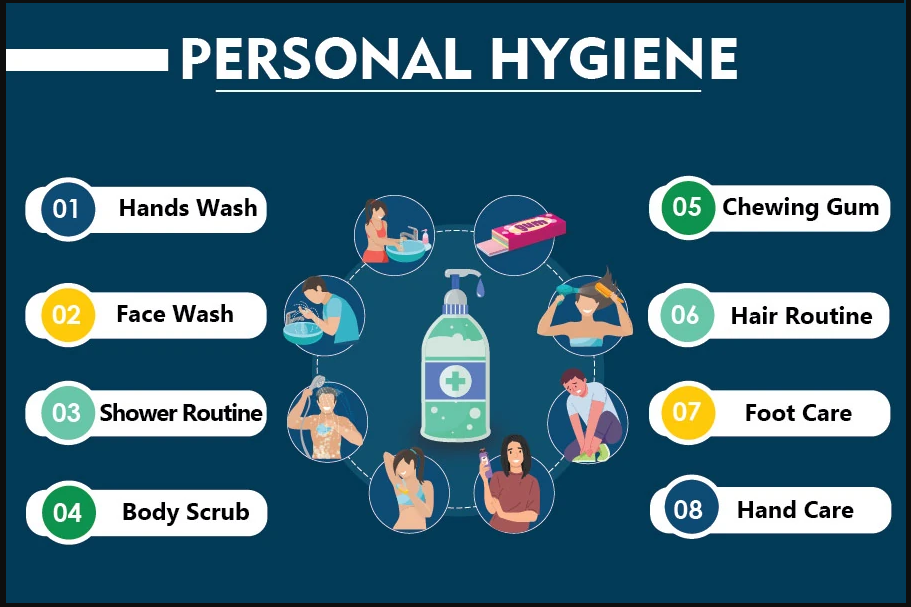 PERSONAL HYGIENE
01 Hands Wash
02 Face Wash
03 Shower Routine
04 Body Scrub
gum
05 Chewing Gum
06 Hair Routine
07 Foot Care
08 Hand Care